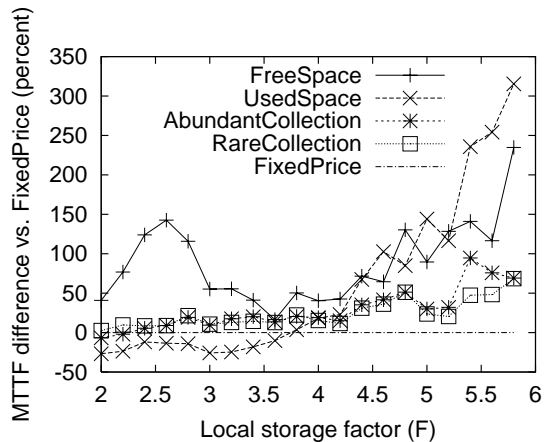 350
300
250
200
150
100
50
0
-50
MTTF difference vs. FixedPrice (percent)
FreeSpace
UsedSpace
AbundantCollection
RareCollection
FixedPrice
2 2.5 3 3.5 4 4.5 5 5.5 6
Local storage factor (F)